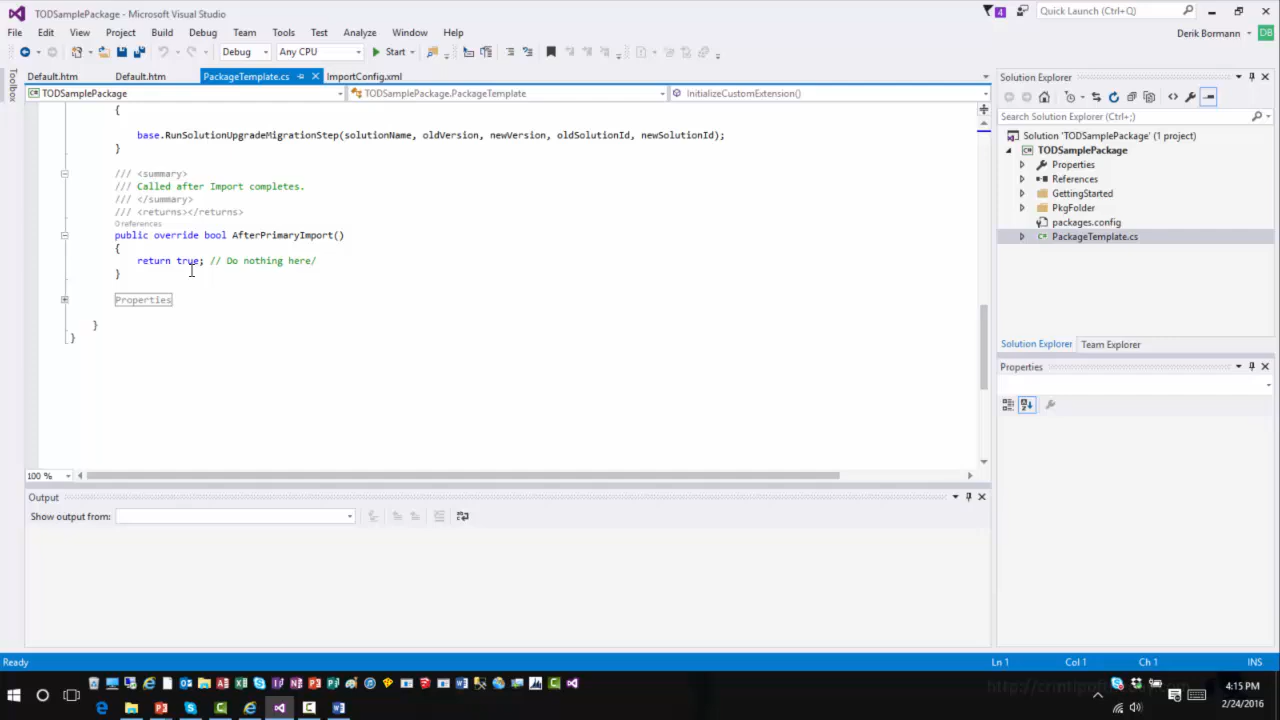 TODSamplePackage - Microsoft Visual Studio
4
Quick Launch (Ctrl+Q)
File Edit View Project Build Debug Team Tools Test Analyze Window Help
Derik Bormann
DB
Debug Any CPU Start
Toolbox
Default.htm Default.htm PackageTemplate.cs ImportConfig.xml
TODSamplePackage TODSamplePackage.PackageTemplate InitializeCustomExtension()
{
base.RunSolutionUpgradeMigrationStep(solutionName, oldVersion, newVersion, oldSolutionId, newSolutionId);
}
/// <summary>
/// Called after Import completes.
/// </summary>
/// <returns></returns>
0 references
public override bool AfterPrimaryImport()
{
return true; // Do nothing here/
}
Properties
}
}
100 %
Output
Show output from:
Solution Explorer
Search Solution Explorer (Ctrl+;)
Solution 'TODSamplePackage' (1 project)
TODSamplePackage
Properties
References
GettingStarted
PkgFolder
packages.config
PackageTemplate.cs
Solution Explorer Team Explorer
Properties
Ready Ln 1 Col 1 Ch 1 INS
4:15 PM
2/24/2016